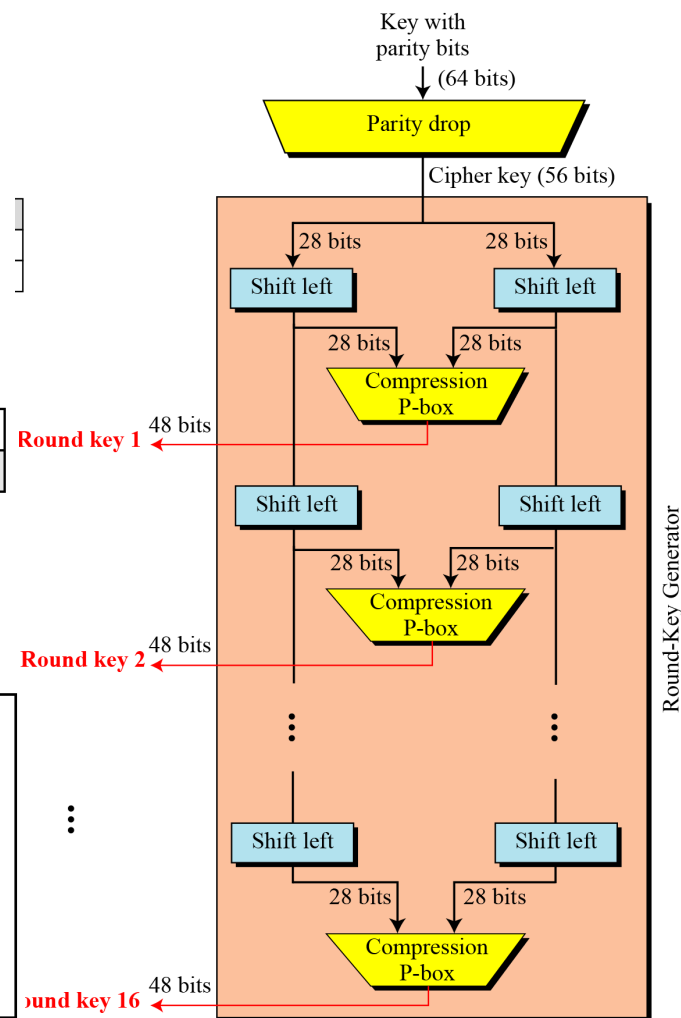 Key with
parity bits
(64 bits)
Parity drop
Cipher key (56 bits)
28 bits 28 bits
Shift left Shift left
28 bits 28 bits
Compression
P-box
Round key 1 48 bits
Shift left Shift left
28 bits 28 bits
Compression
P-box
Round key 2 48 bits
Round-Key Generator
Shift left Shift left
28 bits 28 bits
Compression
P-box
ound key 16 48 bits